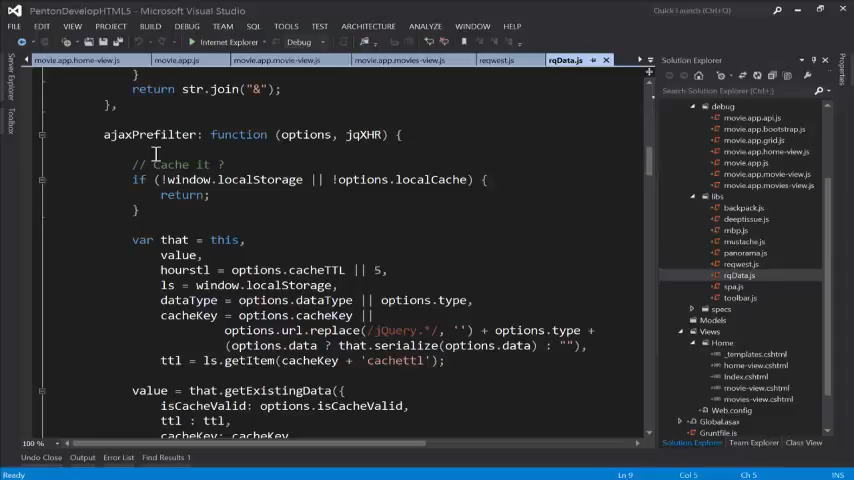 PentonDevelopHTML5 - Microsoft Visual Studio
Quick Launch (Ctrl+Q)
FILE EDIT VIEW PROJECT BUILD DEBUG TEAM SQL TOOLS TEST ARCHITECTURE ANALYZE WINDOW HELP
Internet Explorer Debug
movie.app.home-view.js movie.app.js movie.app.movie-view.js movie.app.movies-view.js reqwest.js rqData.js
Server Explorer
Toolbox
}
return str.join("&");
},
ajaxPrefilter: function (options, jqXHR) {
// Cache it ?
if (!window.localStorage || !options.localCache) {
return;
}
var that = this,
value,
hourstl = options.cacheTTL || 5,
ls = window.localStorage,
dataType = options.dataType || options.type,
cacheKey = options.cacheKey ||
options.url.replace(/jQuery.*/, '') + options.type +
(options.data ? that.serialize(options.data) : ""),
ttl = ls.getItem(cacheKey + 'cachettl');
value = that.getExistingData({
isCacheValid: options.isCacheValid,
ttl : ttl,
cacheKey: cacheKey,
100 %
Solution Explorer
Search Solution Explorer (Ctrl+;)
debug
movie.app.api.js
movie.app.bootstrap.js
movie.app.grid.js
movie.app.home-view.js
movie.app.js
movie.app.movie-view.js
movie.app.movies-view.js
libs
backpack.js
deeptissue.js
mbp.js
mustache.js
panorama.js
reqwest.js
rqData.js
spa.js
toolbar.js
specs
Models
Views
Home
_templates.cshtml
home-view.cshtml
Index.cshtml
movie-view.cshtml
movies-view.cshtml
Web.config
Global.asax
Gruntfile.js
Solution Explorer Team Explorer Class View
Properties
Undo Close Output Error List Find Results 1
Ready Ln 9 Col 5 Ch 5 INS